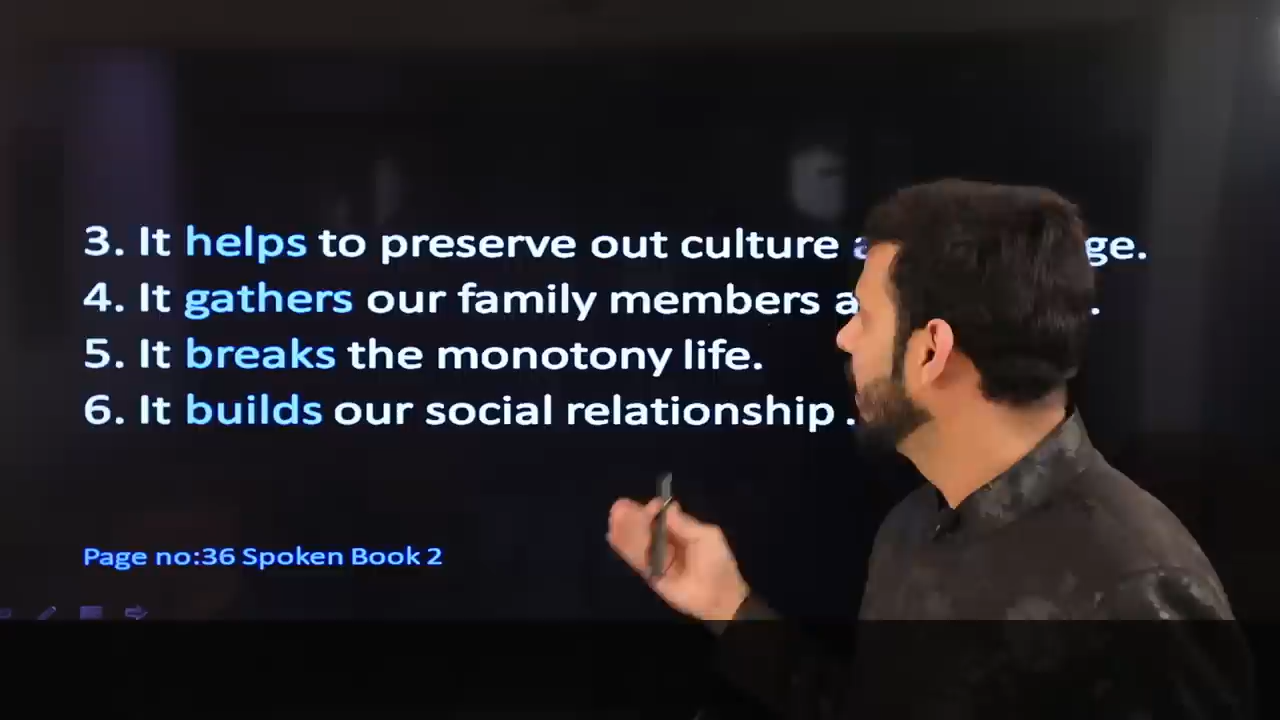 3. It helps to preserve out culture
4. It gathers our family members
5. It breaks the monotony life.
6. It builds our social relationship .
Page no:36 Spoken Book 2